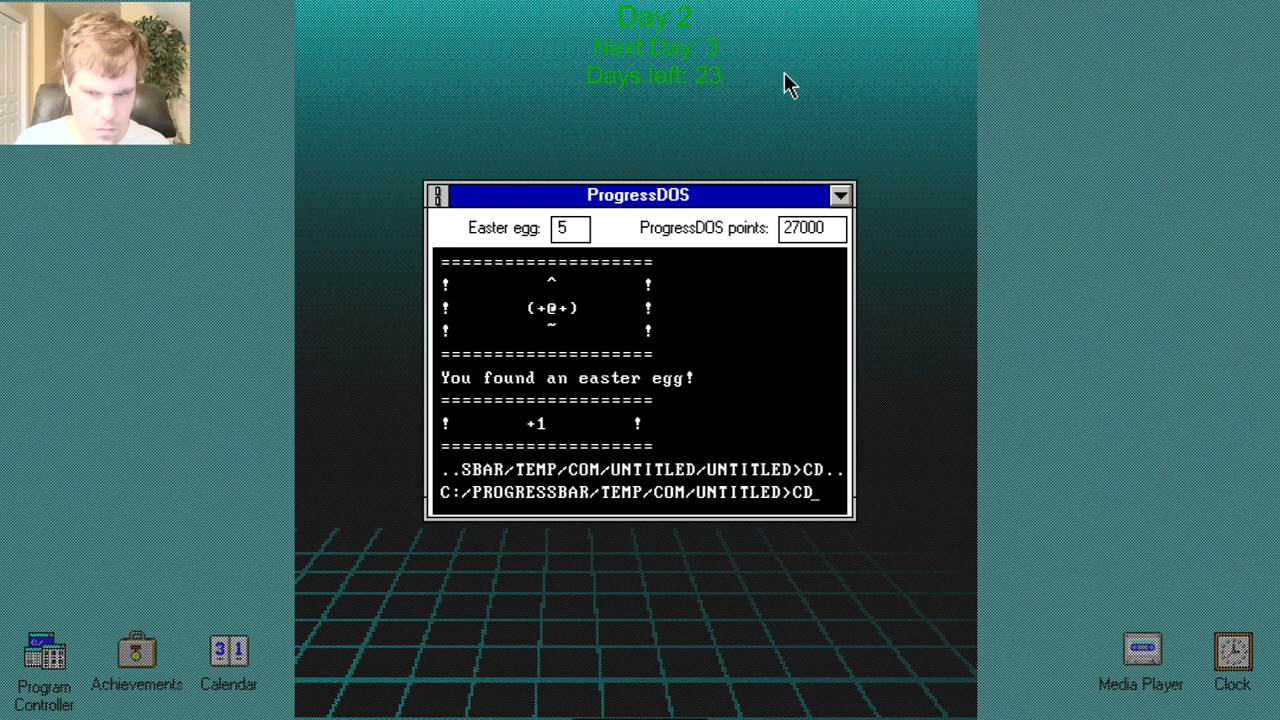 Day 2
Next Day: 3
Days left: 23
ProgressDOS
Easter egg: 5 ProgressDOS points: 27000
====================
! ^ !
! (+@+) !
! ~ !
====================
You found an easter egg!
====================
! +1 !
====================
..SBAR/TEMP/COM/UNTITLED/UNTITLED>CD..
C:/PROGRESSBAR/TEMP/COM/UNTITLED>CD_
31
Program
Controller
Achievements
Calendar
Media Player
Clock